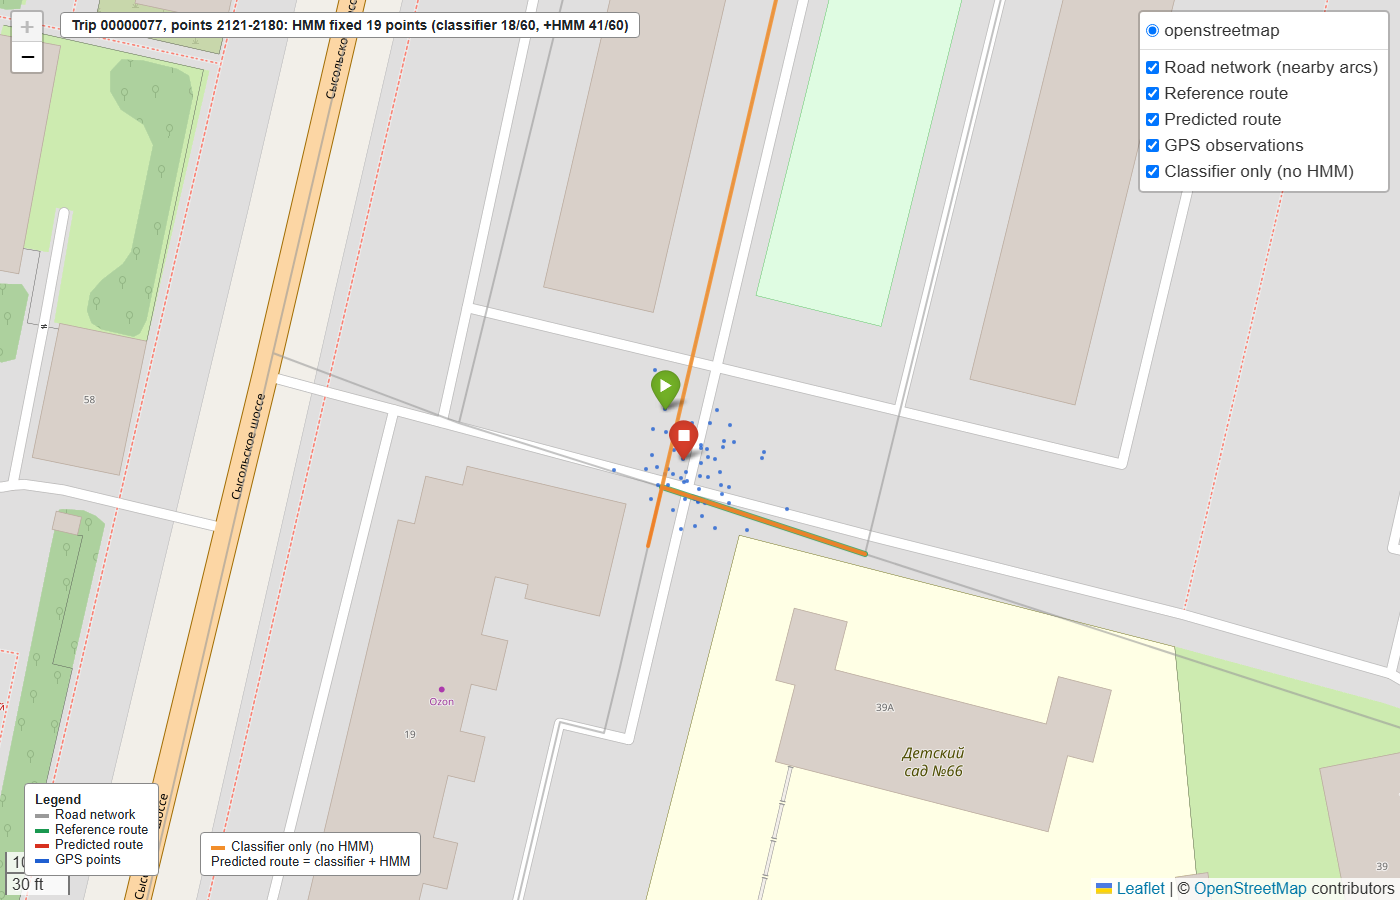 Trip 00000077, points 2121-2180: HMM fixed 19 points (classifier 18/60, +HMM 41/60)
+
−
openstreetmap
Road network (nearby arcs)
Reference route
Predicted route
GPS observations
Classifier only (no HMM)
Сысольско
58
Сысольское шоссе
Ozon
19
39А
Детский
сад №66
39
Legend
Road network
Reference route
Predicted route
GPS points
Classifier only (no HMM)
Predicted route = classifier + HMM
10
30 ft
Leaflet | © OpenStreetMap contributors